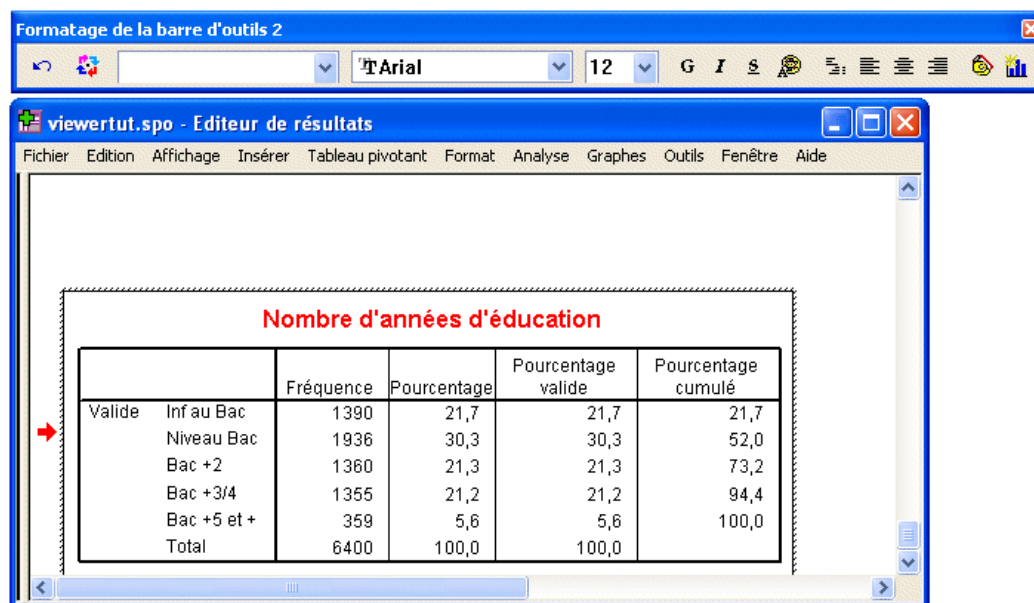 Formatage de la barre d'outils 2
Arial 12 G I S
viewertut.spo - Editeur de résultats
Fichier Edition Affichage Insérer Tableau pivotant Format Analyse Graphes Outils Fenêtre Aide
Nombre d'années d'éducation
Fréquence Pourcentage Pourcentage valide Pourcentage cumulé
Valide Inf au Bac 1390 21,7 21,7 21,7
Niveau Bac 1936 30,3 30,3 52,0
Bac +2 1360 21,3 21,3 73,2
Bac +3/4 1355 21,2 21,2 94,4
Bac +5 et + 359 5,6 5,6 100,0
Total 6400 100,0 100,0